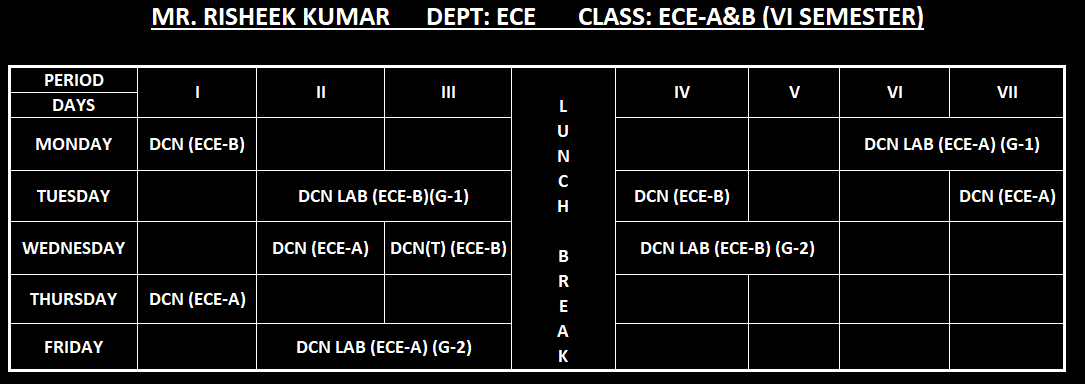 MR. RISHEEK KUMAR DEPT: ECE CLASS: ECE-A&B (VI SEMESTER)
PERIOD
DAYS
I II III IV V VI VII
LUNCH BREAK
MONDAY DCN (ECE-B) DCN LAB (ECE-A) (G-1)
TUESDAY DCN LAB (ECE-B)(G-1) DCN (ECE-B) DCN (ECE-A)
WEDNESDAY DCN (ECE-A) DCN(T) (ECE-B) DCN LAB (ECE-B) (G-2)
THURSDAY DCN (ECE-A)
FRIDAY DCN LAB (ECE-A) (G-2)